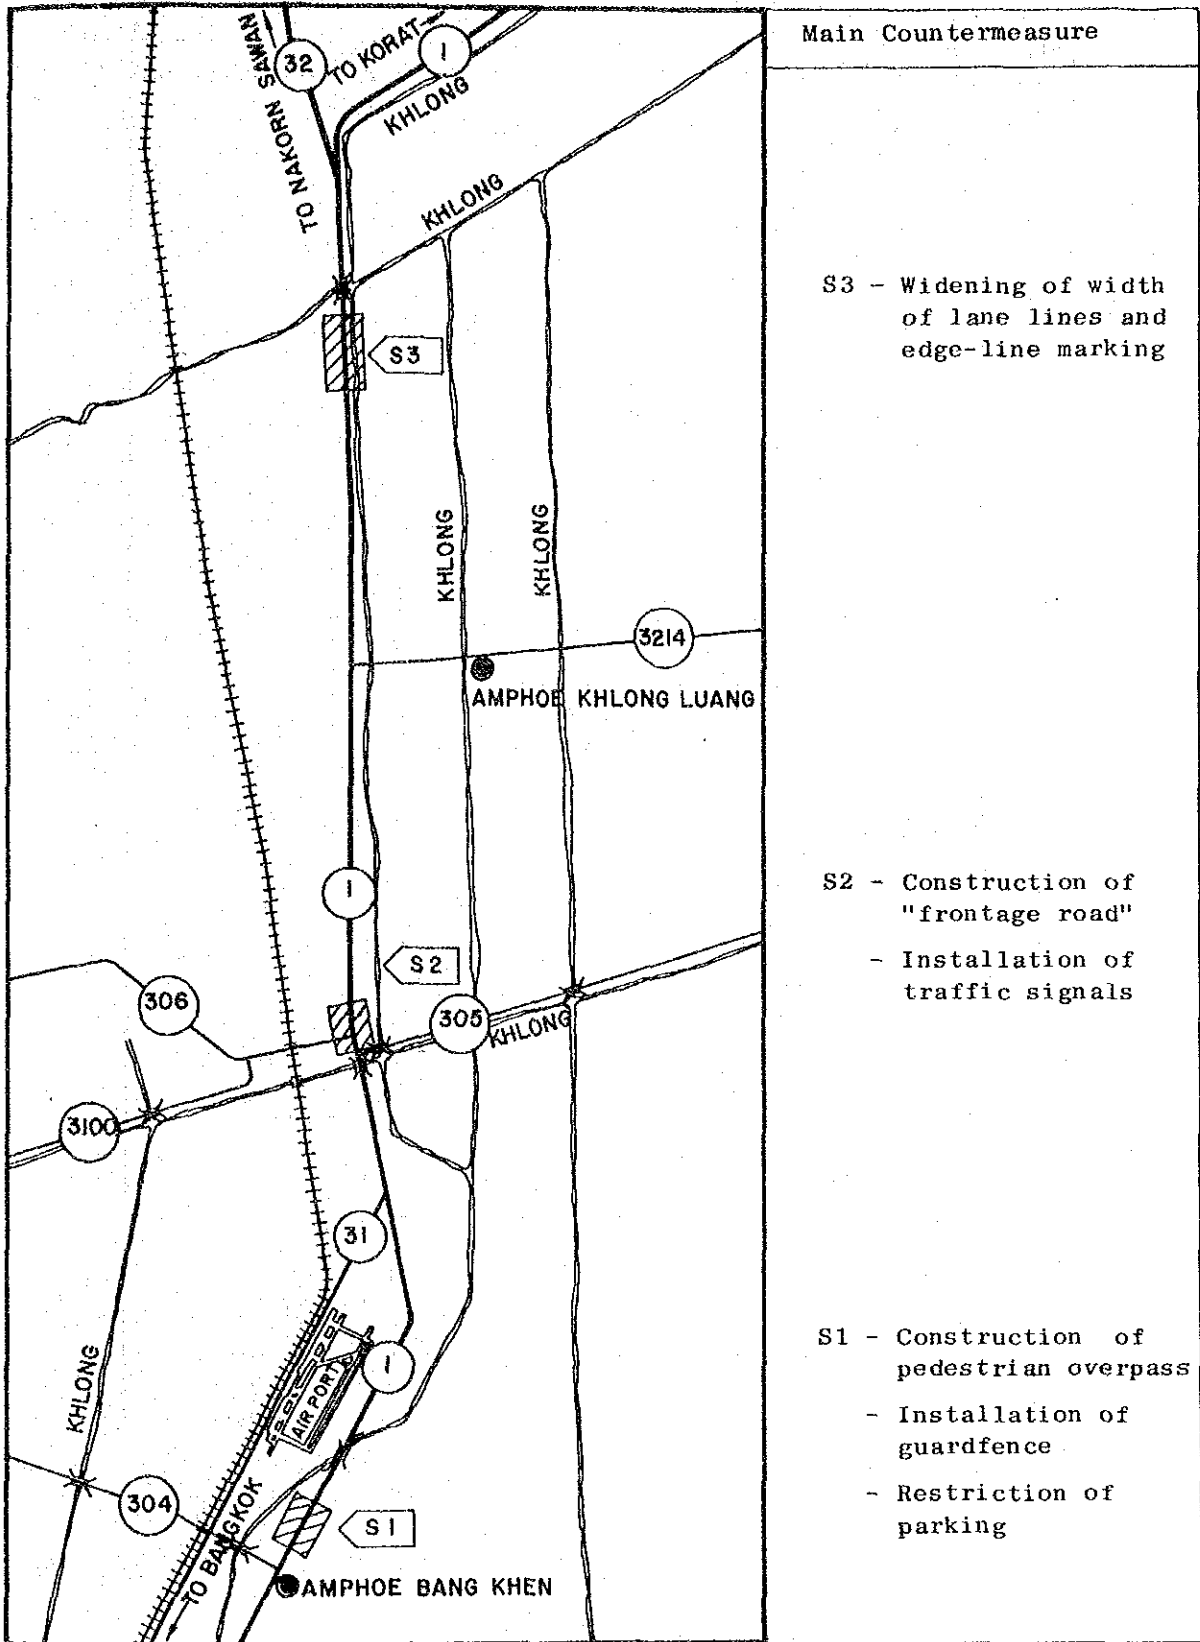 Main Countermeasure
32
TO NAKORN SAWAN
TO KORAT
1
KHLONG
KHLONG
S3
S3 - Widening of width
of lane lines and
edge-line marking
KHLONG
KHLONG
3214
AMPHOE KHLONG LUANG
1
S2
S2 - Construction of
"frontage road"
- Installation of
traffic signals
306
305
KHLONG
3100
31
1
AIR PORT
KHLONG
S1 - Construction of
pedestrian overpass
- Installation of
guardfence
- Restriction of
parking
304
TO BANGKOK
S1
AMPHOE BANG KHEN